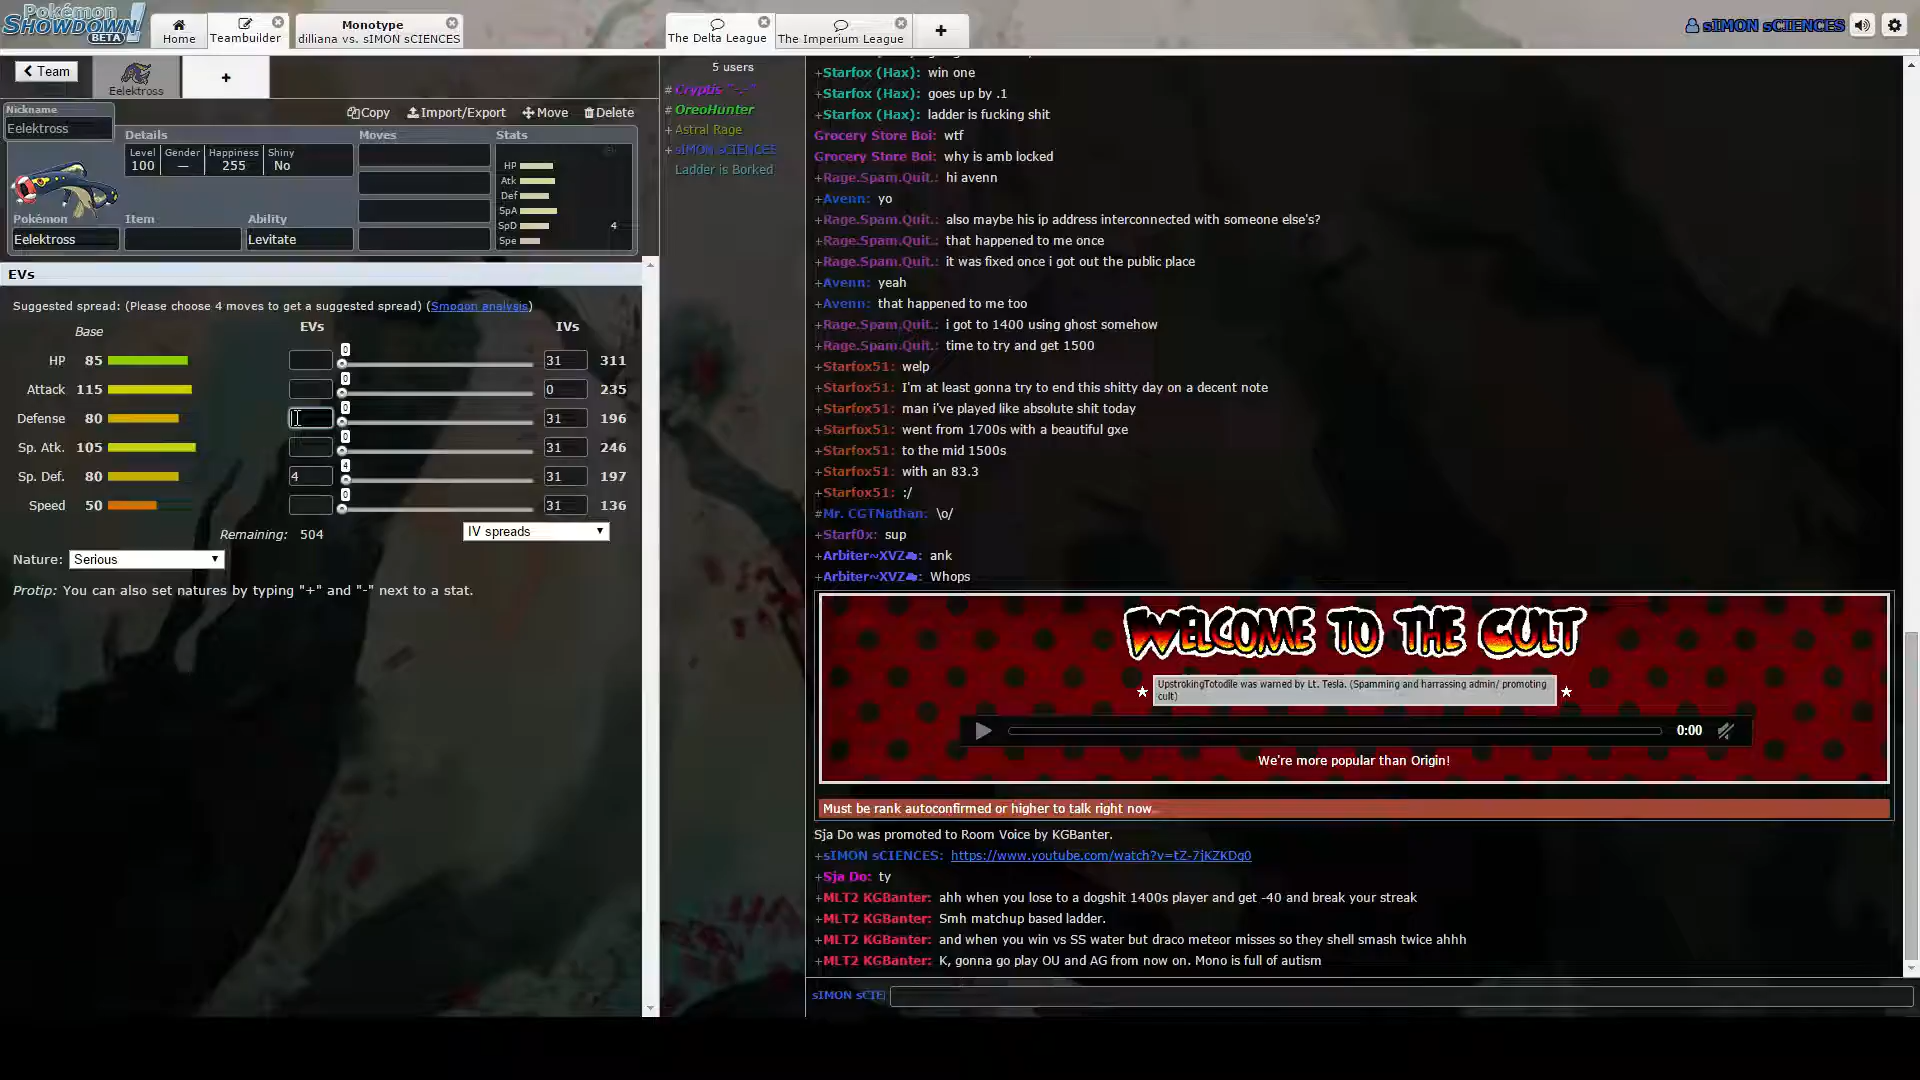 Pokémon
SHOWDOWN!
BETA
Home
Teambuilder
Monotype
dilliana vs. sIMON sCIENCES
The Delta League
The Imperium League
+
sIMON sCIENCES
Team
Eelektross
+
Nickname
Eelektross
Copy
Import/Export
Move
Delete
Details
Level
100
Gender
—
Happiness
255
Shiny
No
Pokémon
Eelektross
Item
Ability
Levitate
Moves
Stats
HP
Atk
Def
SpA
SpD 4
Spe
EVs
Suggested spread: (Please choose 4 moves to get a suggested spread) (Smogon analysis)
Base EVs IVs
HP 85 0 31 311
Attack 115 0 0 235
Defense 80 0 31 196
Sp. Atk. 105 0 31 246
Sp. Def. 80 4 4 31 197
Speed 50 0 31 136
Remaining: 504
IV spreads
Nature: Serious
Protip: You can also set natures by typing "+" and "-" next to a stat.
5 users
# Cryptis "-.-"
# OreoHunter
+ Astral Rage
+ sIMON sCIENCES
Ladder is Borked
+Starfox (Hax): win one
+Starfox (Hax): goes up by .1
+Starfox (Hax): ladder is fucking shit
Grocery Store Boi: wtf
Grocery Store Boi: why is amb locked
+Rage.Spam.Quit.: hi avenn
+Avenn: yo
+Rage.Spam.Quit.: also maybe his ip address interconnected with someone else's?
+Rage.Spam.Quit.: that happened to me once
+Rage.Spam.Quit.: it was fixed once i got out the public place
+Avenn: yeah
+Avenn: that happened to me too
+Rage.Spam.Quit.: i got to 1400 using ghost somehow
+Rage.Spam.Quit.: time to try and get 1500
+Starfox51: welp
+Starfox51: I'm at least gonna try to end this shitty day on a decent note
+Starfox51: man i've played like absolute shit today
+Starfox51: went from 1700s with a beautiful gxe
+Starfox51: to the mid 1500s
+Starfox51: with an 83.3
+Starfox51: :/
#Mr. CGTNathan: \o/
+Starf0x: sup
+Arbiter~XVZ☁: ank
+Arbiter~XVZ☁: Whops
WELCOME TO THE CULT
★ UpstrokingTotodile was warned by Lt. Tesla. (Spamming and harrassing admin/ promoting
cult) ★
0:00
We're more popular than Origin!
Must be rank autoconfirmed or higher to talk right now.
Sja Do was promoted to Room Voice by KGBanter.
+sIMON sCIENCES: https://www.youtube.com/watch?v=tZ-7jKZKDg0
+Sja Do: ty
+MLT2 KGBanter: ahh when you lose to a dogshit 1400s player and get -40 and break your streak
+MLT2 KGBanter: Smh matchup based ladder.
+MLT2 KGBanter: and when you win vs SS water but draco meteor misses so they shell smash twice ahhh
+MLT2 KGBanter: K, gonna go play OU and AG from now on. Mono is full of autism
sIMON sCIE